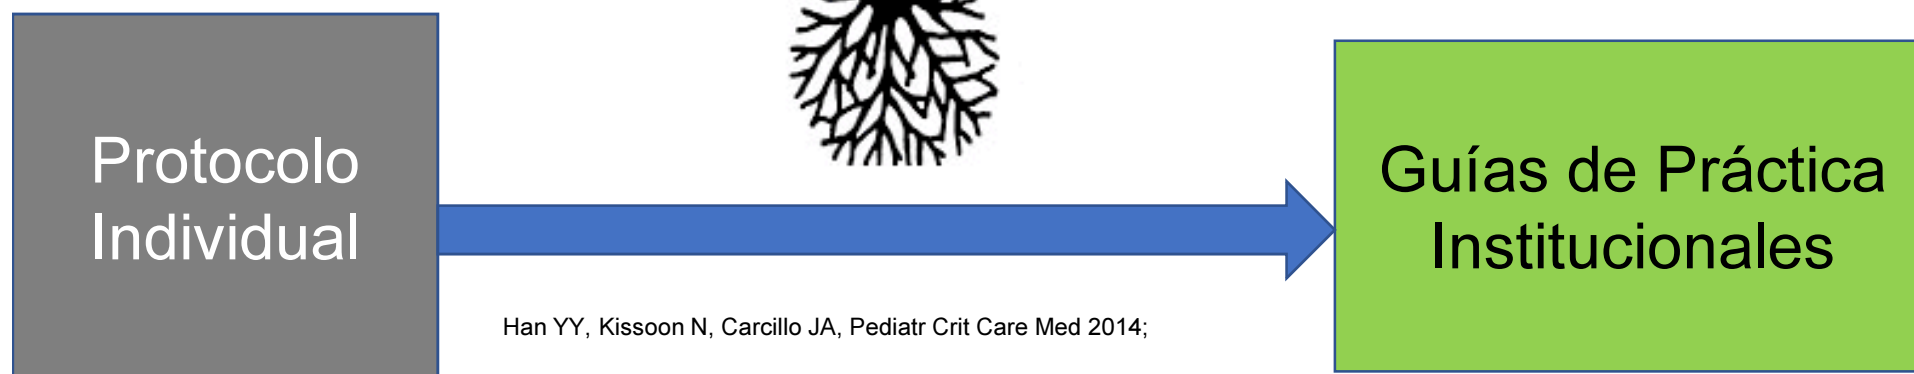 Protocolo
Individual
Guías de Práctica
Institucionales
Han YY, Kissoon N, Carcillo JA, Pediatr Crit Care Med 2014;